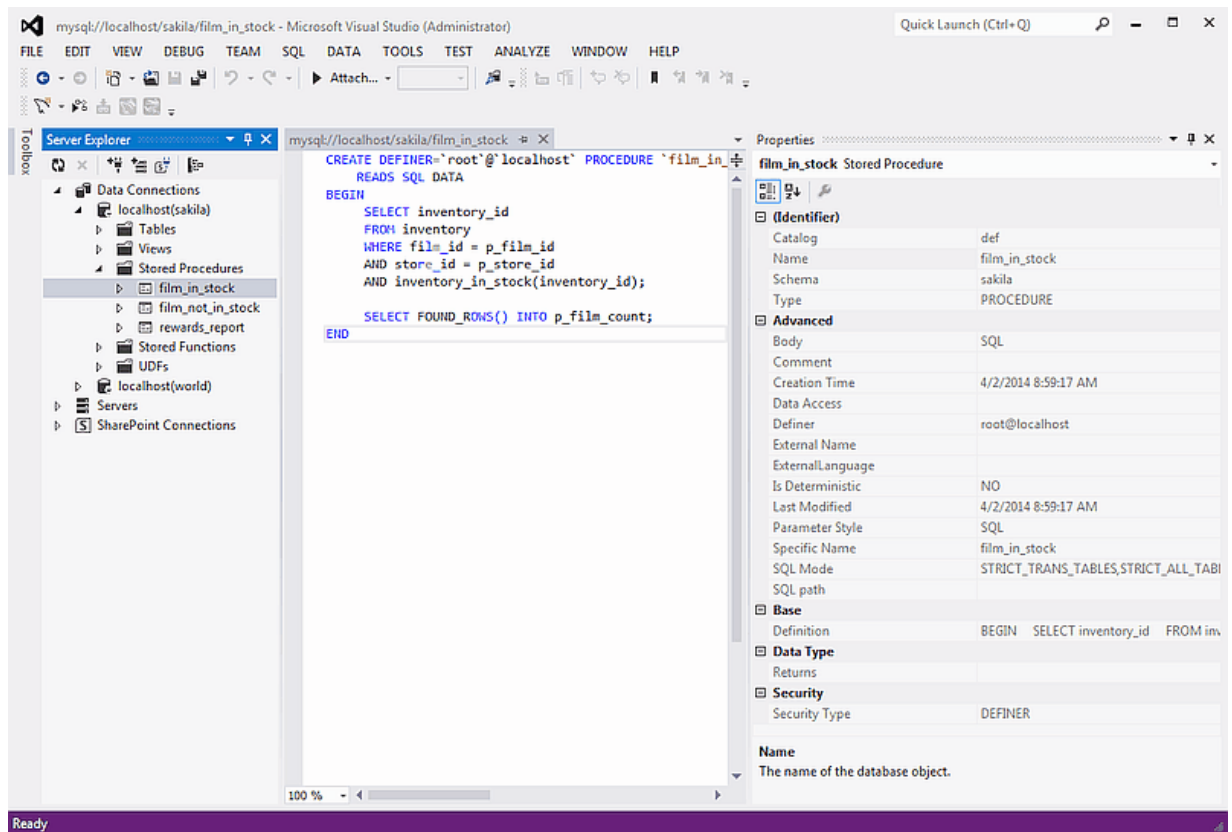 mysql://localhost/sakila/film_in_stock - Microsoft Visual Studio (Administrator)
Quick Launch (Ctrl+Q)
FILE EDIT VIEW DEBUG TEAM SQL DATA TOOLS TEST ANALYZE WINDOW HELP
Attach...
Toolbox
Server Explorer
Data Connections
localhost(sakila)
Tables
Views
Stored Procedures
film_in_stock
film_not_in_stock
rewards_report
Stored Functions
UDFs
localhost(world)
Servers
SharePoint Connections
mysql://localhost/sakila/film_in_stock
CREATE DEFINER=`root`@`localhost` PROCEDURE `film_in_
READS SQL DATA
BEGIN
SELECT inventory_id
FROM inventory
WHERE film_id = p_film_id
AND store_id = p_store_id
AND inventory_in_stock(inventory_id);
SELECT FOUND_ROWS() INTO p_film_count;
END
100 %
Properties
film_in_stock Stored Procedure
(Identifier)
Catalog def
Name film_in_stock
Schema sakila
Type PROCEDURE
Advanced
Body SQL
Comment
Creation Time 4/2/2014 8:59:17 AM
Data Access
Definer root@localhost
External Name
ExternalLanguage
Is Deterministic NO
Last Modified 4/2/2014 8:59:17 AM
Parameter Style SQL
Specific Name film_in_stock
SQL Mode STRICT_TRANS_TABLES,STRICT_ALL_TABl
SQL path
Base
Definition BEGIN SELECT inventory_id FROM inv
Data Type
Returns
Security
Security Type DEFINER
Name
The name of the database object.
Ready